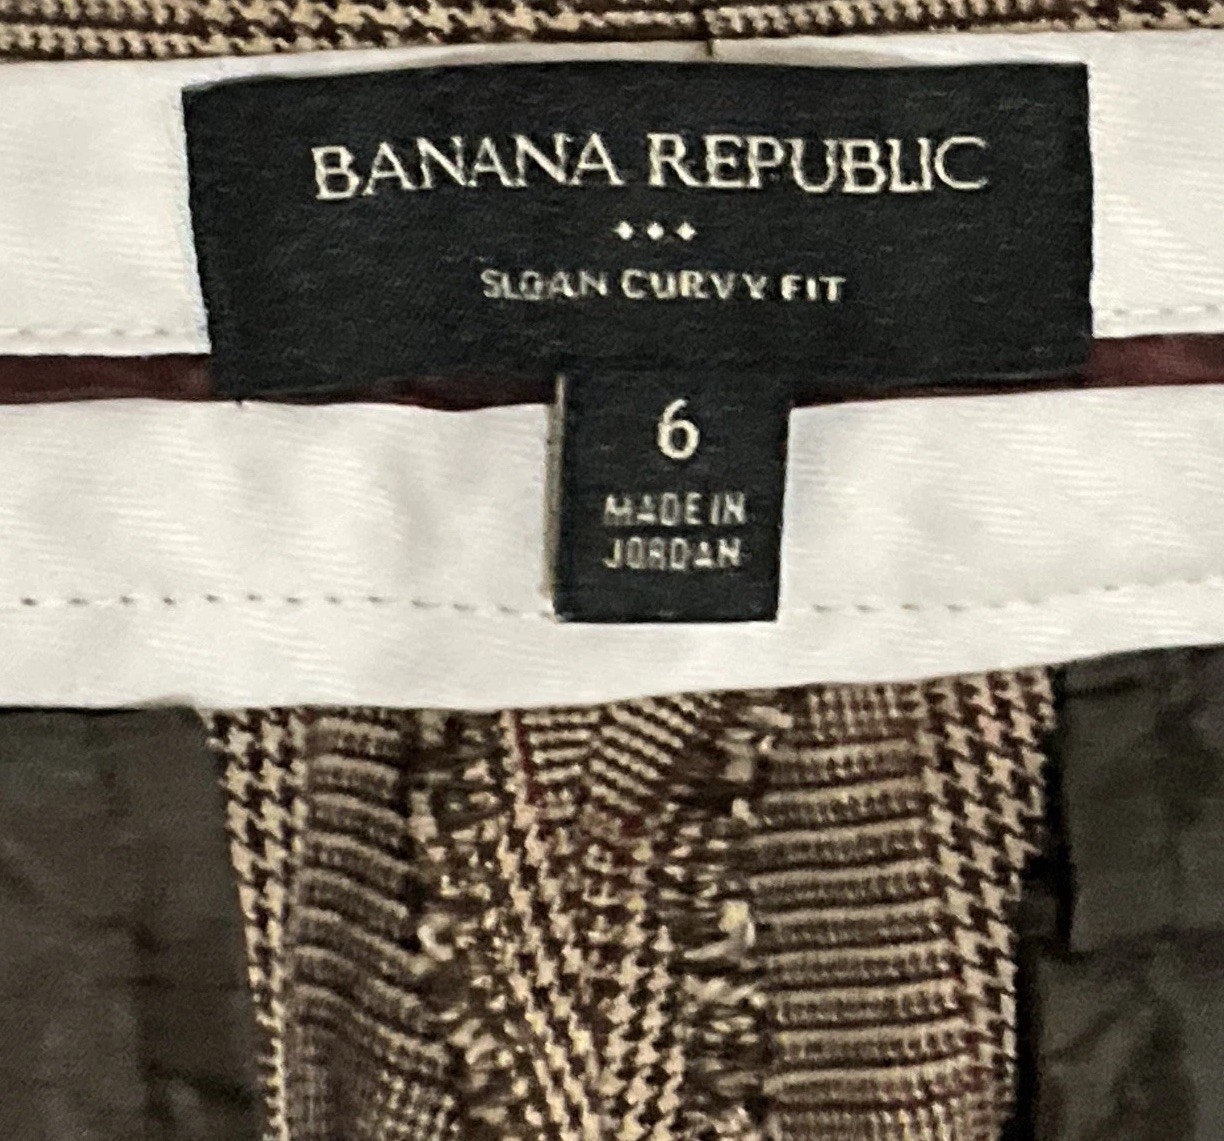 BANANA REPUBLIC
SLOAN CURVY FIT
6
MADE IN
JORDAN